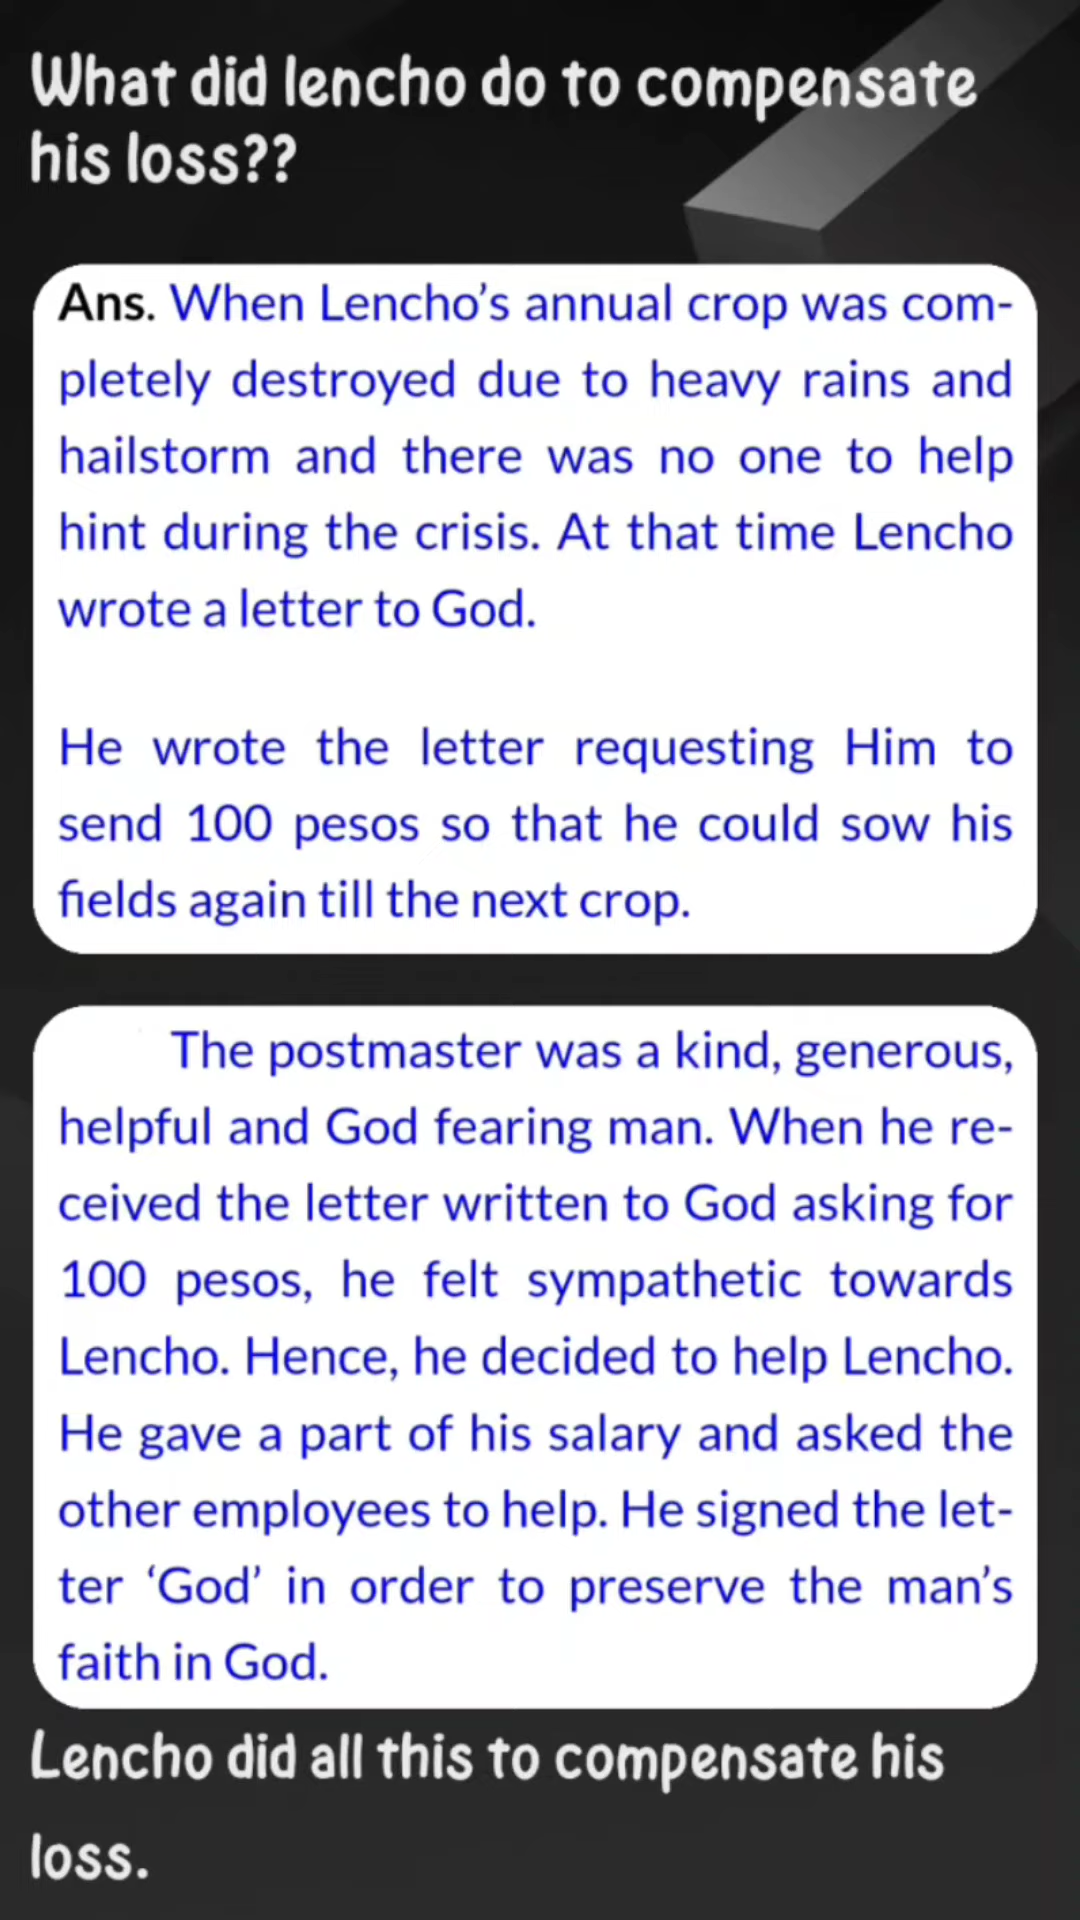 What did lencho do to compensate
his loss??
Ans. When Lencho’s annual crop was com-
pletely destroyed due to heavy rains and
hailstorm and there was no one to help
hint during the crisis. At that time Lencho
wrote a letter to God.
He wrote the letter requesting Him to
send 100 pesos so that he could sow his
fields again till the next crop.
The postmaster was a kind, generous,
helpful and God fearing man. When he re-
ceived the letter written to God asking for
100 pesos, he felt sympathetic towards
Lencho. Hence, he decided to help Lencho.
He gave a part of his salary and asked the
other employees to help. He signed the let-
ter ‘God’ in order to preserve the man’s
faith in God.
Lencho did all this to compensate his
loss.